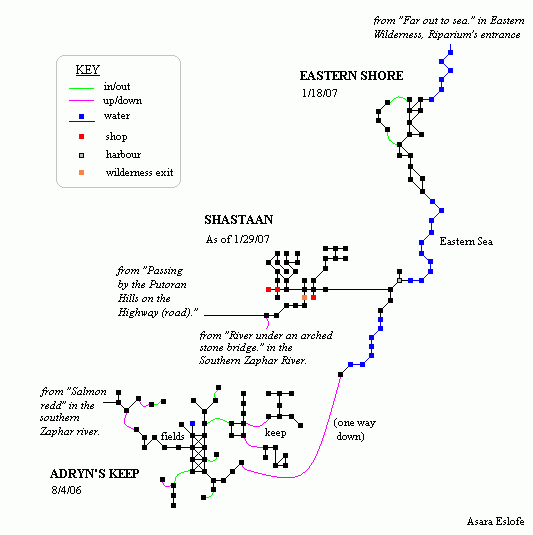 from "Far out to sea." in Eastern
Wilderness, Riparium's entrance
KEY
in/out
up/down
water
shop
harbour
wilderness exit
EASTERN SHORE
1/18/07
SHASTAAN
As of 1/29/07
Eastern Sea
from "Passing
by the Putoran
Hills on the
Highway (road)."
from "River under an arched
stone bridge." in the
Southern Zaphar River.
from "Salmon
redd" in the
southern
Zaphar river.
fields
keep
(one way
down)
ADRYN'S KEEP
8/4/06
Asara Eslofe